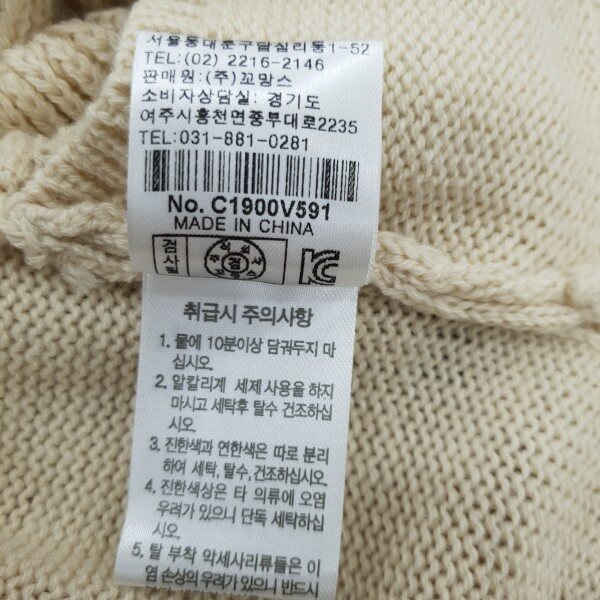 서울동대문구답십리동1-52
TEL:(02) 2216-2146
판매원:(주)꼬망스
소비자상담실: 경기도
여주시흥천면중부대로2235
TEL:031-881-0281
No. C1900V591
MADE IN CHINA
검사필
취급시 주의사항
1. 물에 10분이상 담궈두지 마
십시오.
2. 알칼리계 세제 사용을 하지
마시고 세탁후 탈수 건조하십
시오.
3. 진한색과 연한색은 따로 분리
하여 세탁, 탈수,건조하십시오.
4. 진한색상은 타 의류에 오염
우려가 있으니 단독 세탁하십
시오.
5. 탈 부착 악세사리류들은 이
염 손상의 우려가 있으니 반드시